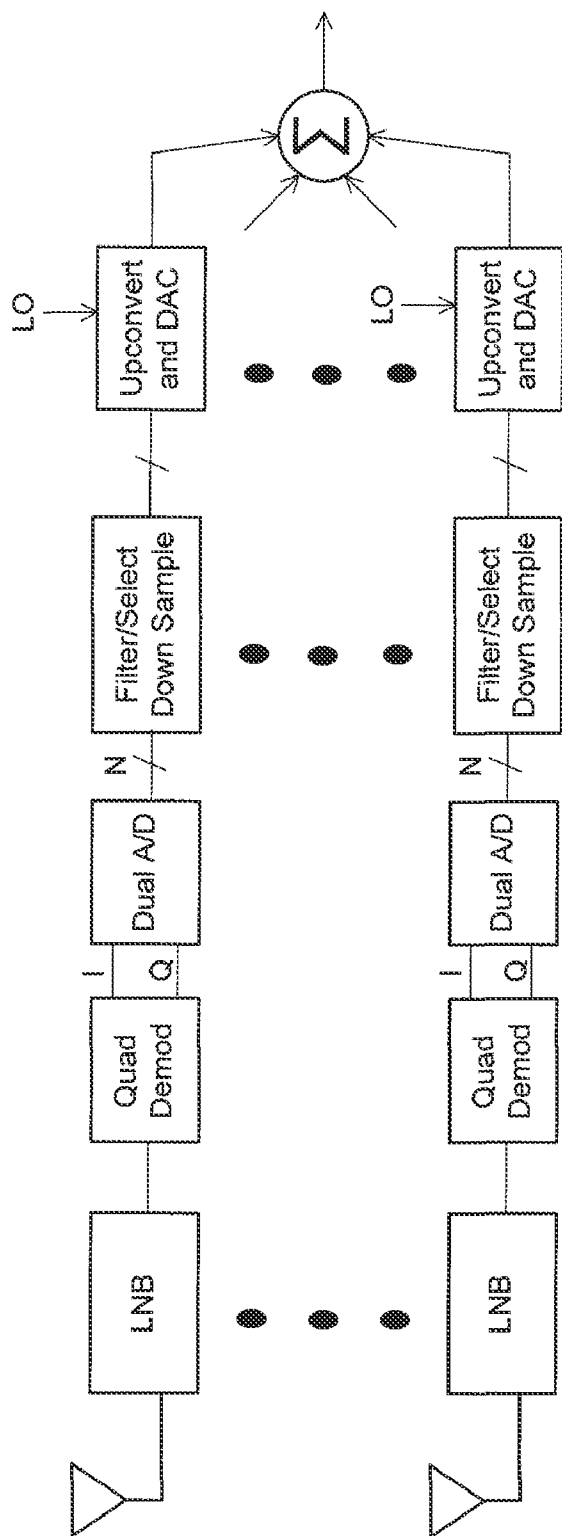 LNB
Quad
Demod
I
Q
Dual A/D
N
Filter/Select
Down Sample
LO
Upconvert
and DAC
Σ
LNB
Quad
Demod
I
Q
Dual A/D
N
Filter/Select
Down Sample
LO
Upconvert
and DAC